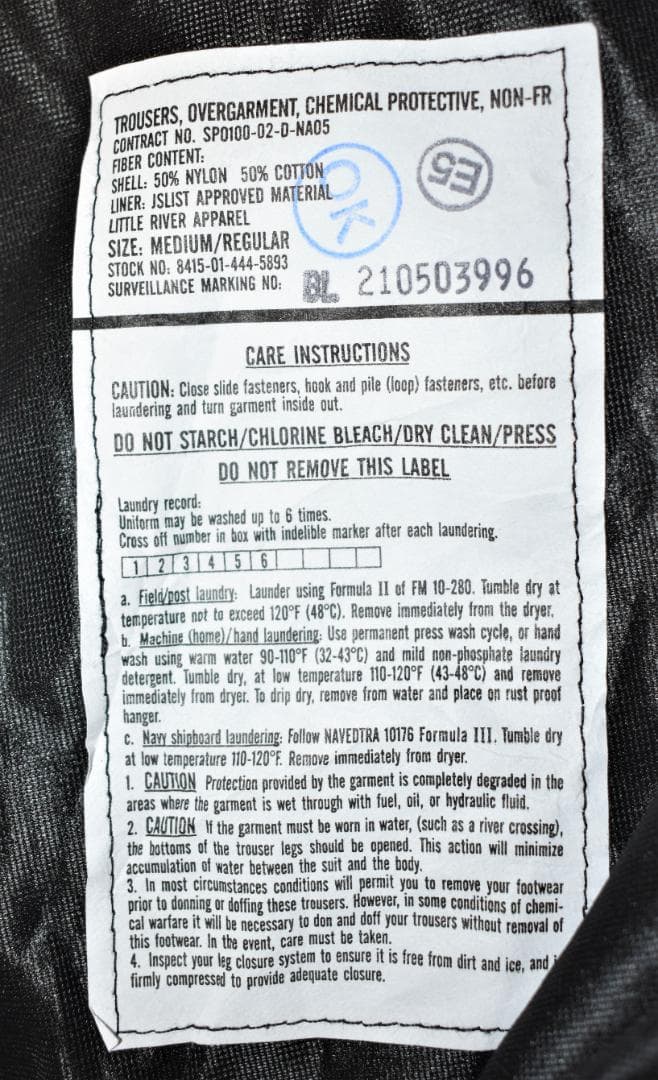 TROUSERS, OVERGARMENT, CHEMICAL PROTECTIVE, NON-FR
CONTRACT NO. SPO100-02-D-NA05
FIBER CONTENT:
SHELL: 50% NYLON 50% COTTON
LINER: JSLIST APPROVED MATERIAL
LITTLE RIVER APPAREL
SIZE: MEDIUM/REGULAR
STOCK NO: 8415-01-444-5893
SURVEILLANCE MARKING NO: BL 210503996
OK
E5
CARE INSTRUCTIONS
CAUTION: Close slide fasteners, hook and pile (loop) fasteners, etc. before
laundering and turn garment inside out.
DO NOT STARCH/CHLORINE BLEACH/DRY CLEAN/PRESS
DO NOT REMOVE THIS LABEL
Laundry record:
Uniform may be washed up to 6 times.
Cross off number in box with indelible marker after each laundering.
1 2 3 4 5 6
a. Field/post laundry: Launder using Formula II of FM 10-280. Tumble dry at
temperature not to exceed 120°F (48°C). Remove immediately from the dryer.
b. Machine (home)/hand laundering: Use permanent press wash cycle, or hand
wash using warm water 90-110°F (32-43°C) and mild non-phosphate laundry
detergent. Tumble dry, at low temperature 110-120°F (43-48°C) and remove
immediately from dryer. To drip dry, remove from water and place on rust proof
hanger.
c. Navy shipboard laundering: Follow NAVEDTRA 10176 Formula III. Tumble dry
at low temperature 110-120°F. Remove immediately from dryer.
1. CAUTION Protection provided by the garment is completely degraded in the
areas where the garment is wet through with fuel, oil, or hydraulic fluid.
2. CAUTION If the garment must be worn in water, (such as a river crossing),
the bottoms of the trouser legs should be opened. This action will minimize
accumulation of water between the suit and the body.
3. In most circumstances conditions will permit you to remove your footwear
prior to donning or doffing these trousers. However, in some conditions of chemi-
cal warfare it will be necessary to don and doff your trousers without removal of
this footwear. In the event, care must be taken.
4. Inspect your leg closure system to ensure it is free from dirt and ice, and
firmly compressed to provide adequate closure.